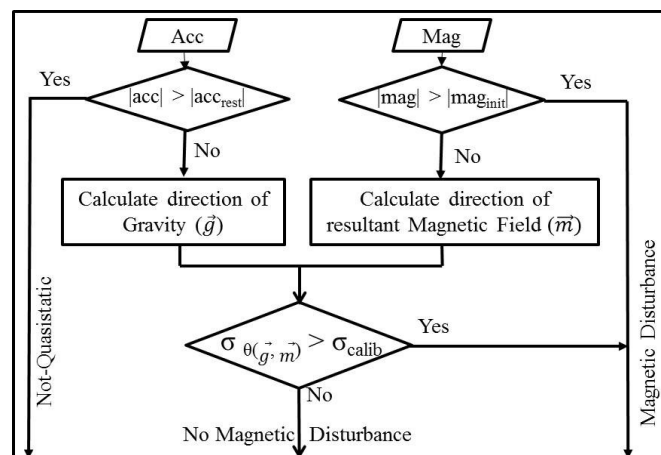 Acc
Mag
Yes
|acc| > |acc_rest|
|mag| > |mag_init|
Yes
No
No
Calculate direction of
Gravity (g⃗)
Calculate direction of
resultant Magnetic Field (m⃗)
σ θ(g⃗, m⃗) > σ_calib
Yes
No
No Magnetic Disturbance
Not-Quasistatic
Magnetic Disturbance